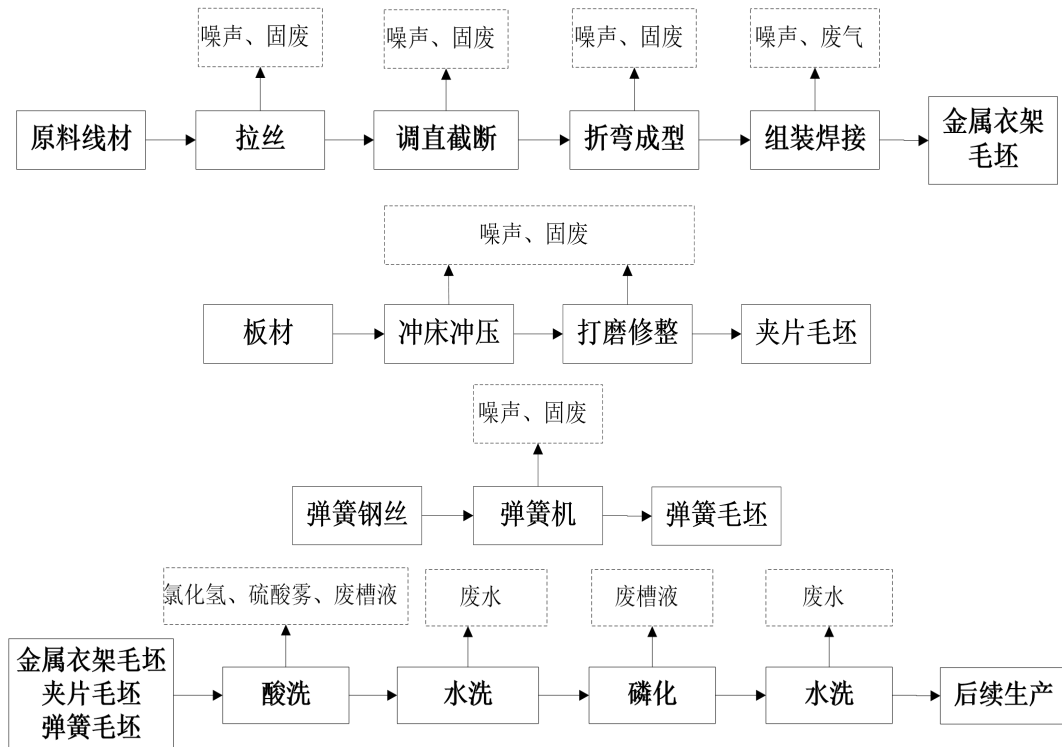 噪声、固废
噪声、固废
噪声、固废
噪声、废气
原料线材
拉丝
调直截断
折弯成型
组装焊接
金属衣架
毛坯
噪声、固废
板材
冲床冲压
打磨修整
夹片毛坯
噪声、固废
弹簧钢丝
弹簧机
弹簧毛坯
氯化氢、硫酸雾、废槽液
废水
废槽液
废水
金属衣架毛坯
夹片毛坯
弹簧毛坯
酸洗
水洗
磷化
水洗
后续生产